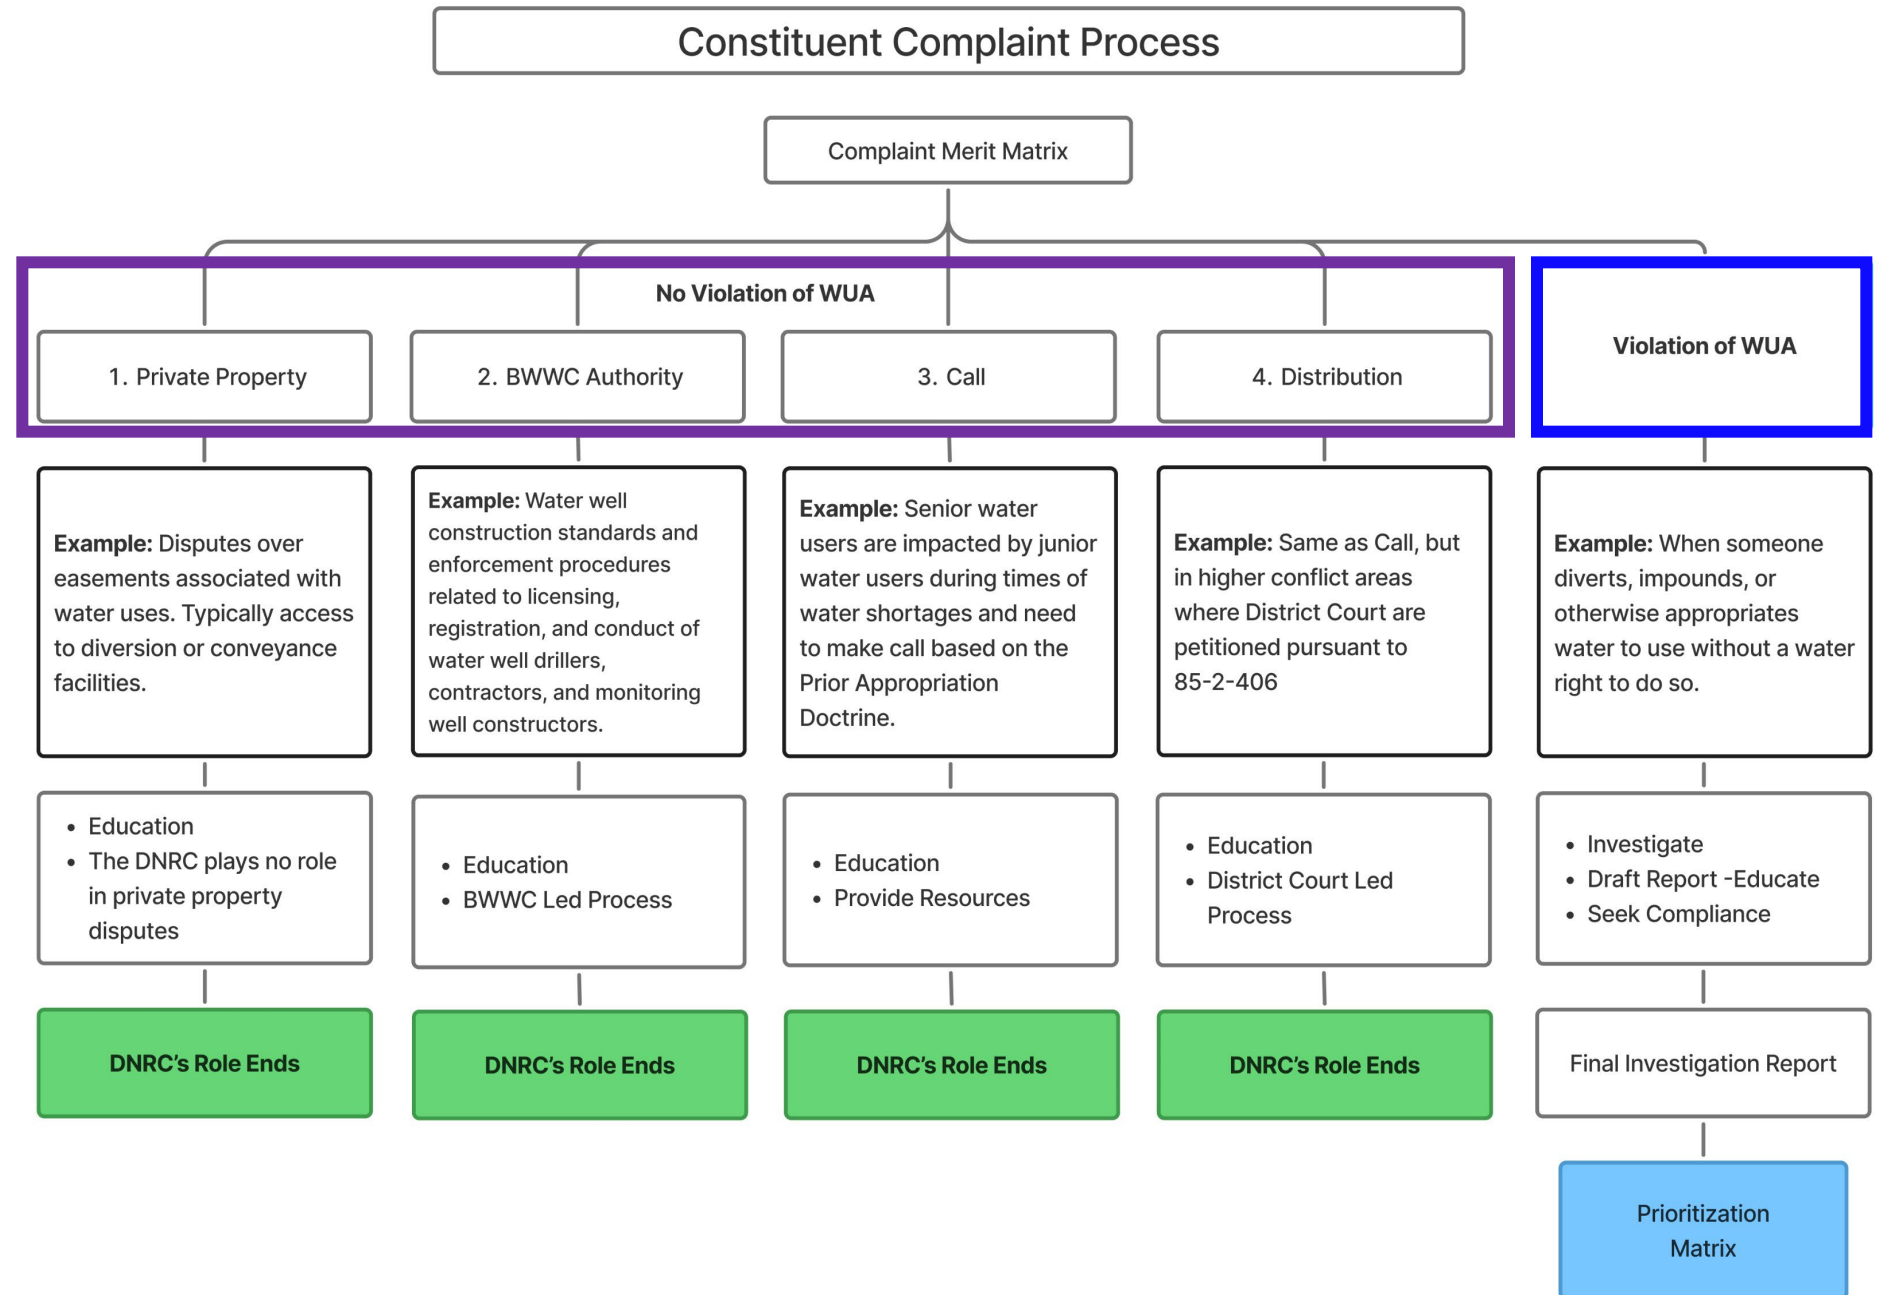 Constituent Complaint Process
Complaint Merit Matrix
No Violation of WUA
1. Private Property
2. BWWC Authority
3. Call
4. Distribution
Violation of WUA
Example: Disputes over
easements associated with
water uses. Typically access
to diversion or conveyance
facilities.
Example: Water well
construction standards and
enforcement procedures
related to licensing,
registration, and conduct of
water well drillers,
contractors, and monitoring
well constructors.
Example: Senior water
users are impacted by junior
water users during times of
water shortages and need
to make call based on the
Prior Appropriation
Doctrine.
Example: Same as Call, but
in higher conflict areas
where District Court are
petitioned pursuant to
85-2-406
Example: When someone
diverts, impounds, or
otherwise appropriates
water to use without a water
right to do so.
• Education
• The DNRC plays no role
in private property
disputes
• Education
• BWWC Led Process
• Education
• Provide Resources
• Education
• District Court Led
Process
• Investigate
• Draft Report -Educate
• Seek Compliance
DNRC’s Role Ends
DNRC’s Role Ends
DNRC’s Role Ends
DNRC’s Role Ends
Final Investigation Report
Prioritization
Matrix